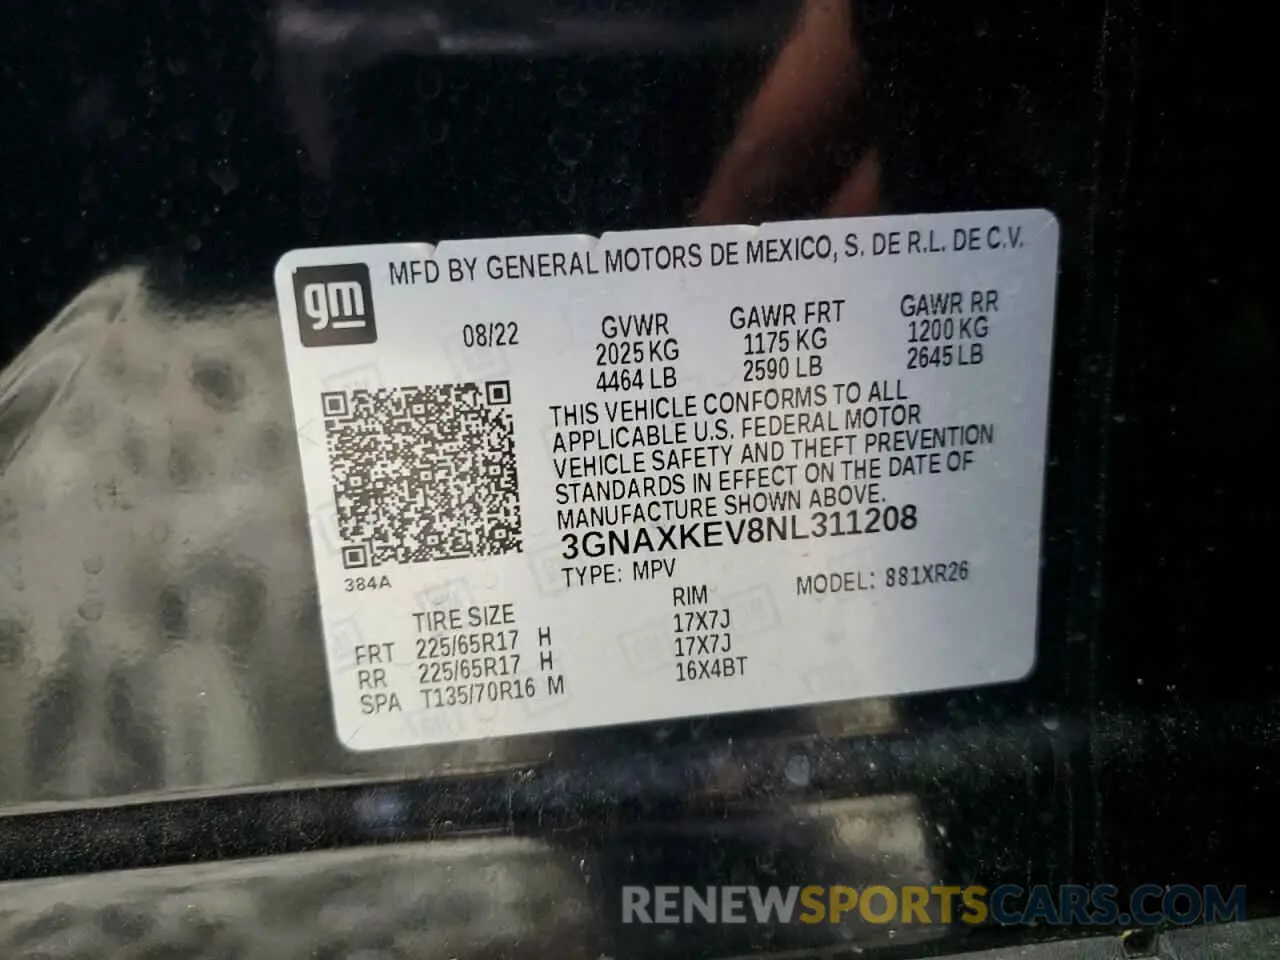 MFD BY GENERAL MOTORS DE MEXICO, S. DE R.L. DE C.V.
gm
08/22
GVWR
2025 KG
4464 LB
GAWR FRT
1175 KG
2590 LB
GAWR RR
1200 KG
2645 LB
THIS VEHICLE CONFORMS TO ALL
APPLICABLE U.S. FEDERAL MOTOR
VEHICLE SAFETY AND THEFT PREVENTION
STANDARDS IN EFFECT ON THE DATE OF
MANUFACTURE SHOWN ABOVE.
3GNAXKEV8NL311208
384A
TYPE: MPV
MODEL: 881XR26
TIRE SIZE RIM
FRT 225/65R17 H 17X7J
RR 225/65R17 H 17X7J
SPA T135/70R16 M 16X4BT
RENEWSPORTSCARS.COM